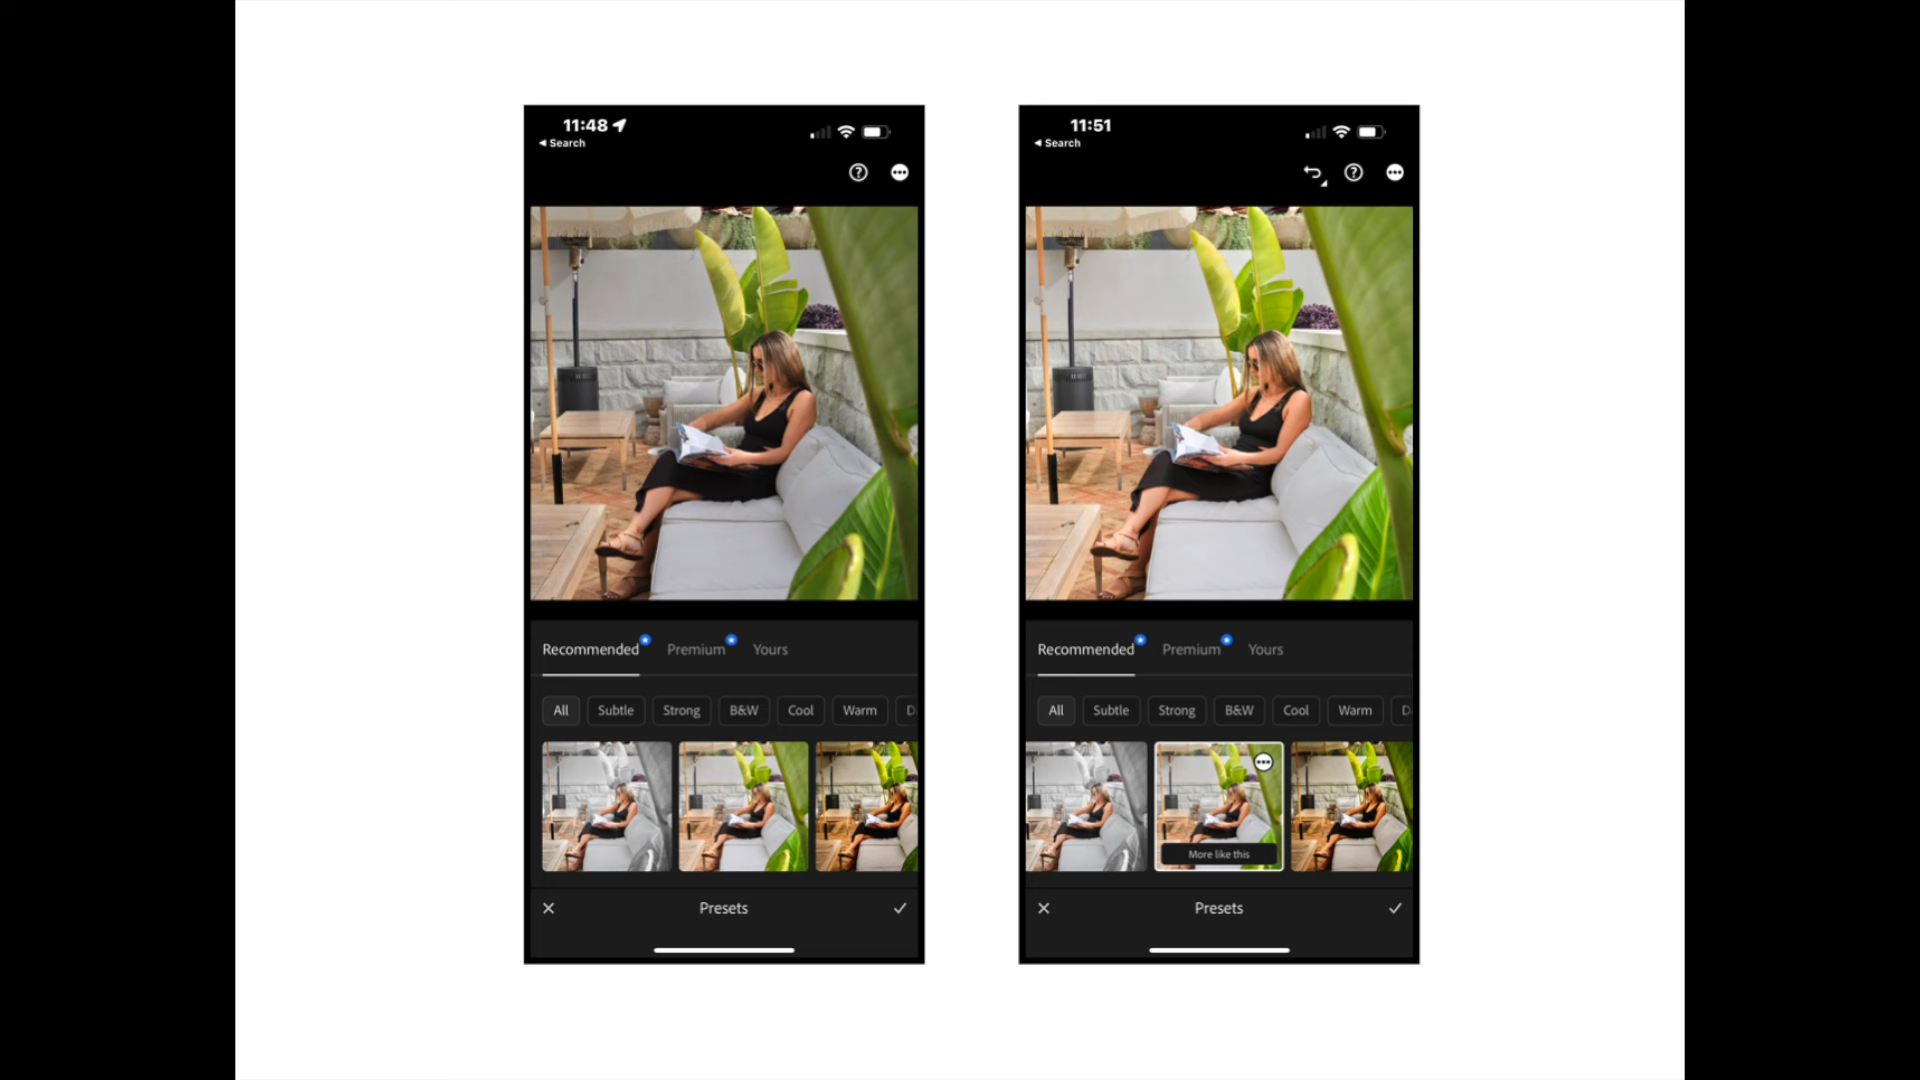 11:48
◀ Search
Recommended Premium Yours
All Subtle Strong B&W Cool Warm
Presets
11:51
◀ Search
Recommended Premium Yours
All Subtle Strong B&W Cool Warm
More like this
Presets